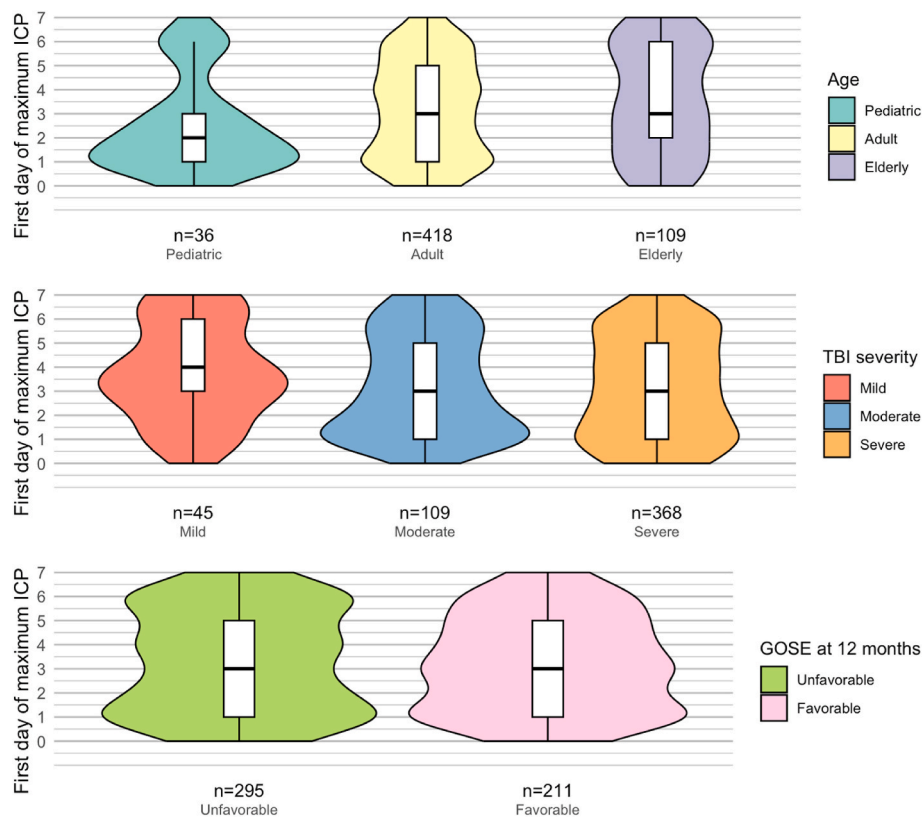 First day of maximum ICP
7
6
5
4
3
2
1
0
n=36
Pediatric
n=418
Adult
n=109
Elderly
Age
Pediatric
Adult
Elderly
First day of maximum ICP
7
6
5
4
3
2
1
0
n=45
Mild
n=109
Moderate
n=368
Severe
TBI severity
Mild
Moderate
Severe
First day of maximum ICP
7
6
5
4
3
2
1
0
n=295
Unfavorable
n=211
Favorable
GOSE at 12 months
Unfavorable
Favorable